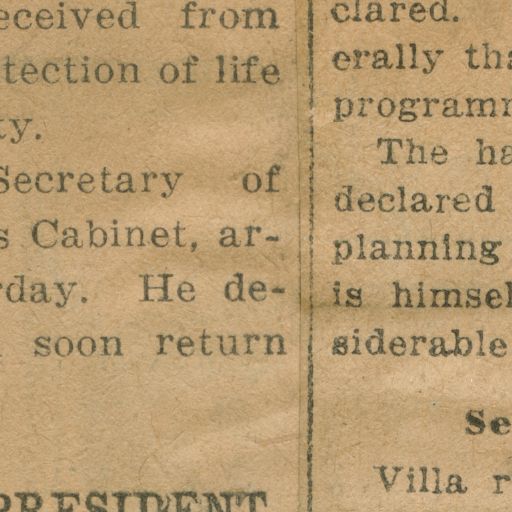 eceived from
tection of life
ty.
Secretary of
s Cabinet, ar-
rday. He de-
soon return
PRESIDENT
clared.
erally tha
programm
The ha
declared
planning
is himsel
siderable
Se
Villa r